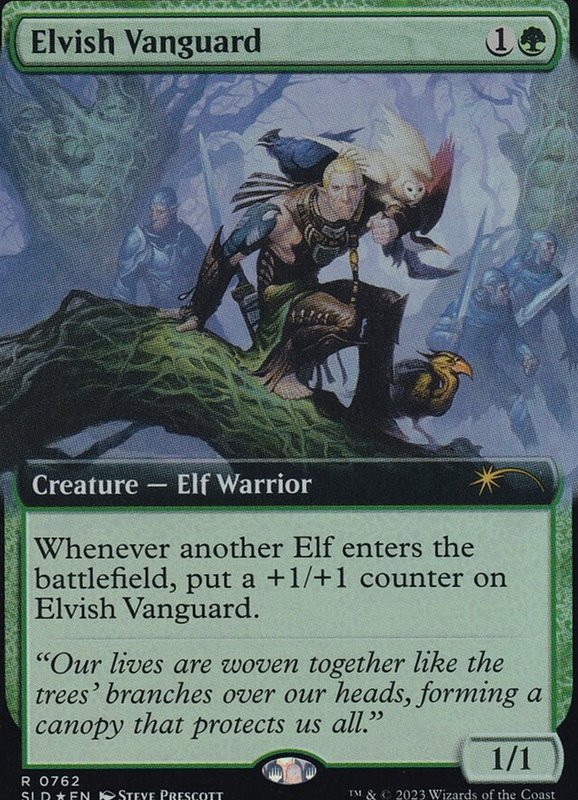 Elvish Vanguard 1
Creature — Elf Warrior
Whenever another Elf enters the
battlefield, put a +1/+1 counter on
Elvish Vanguard.
“Our lives are woven together like the
trees’ branches over our heads, forming a
canopy that protects us all.”
1/1
R 0762
SLD★EN Steve Prescott
™ & © 2023 Wizards of the Coast